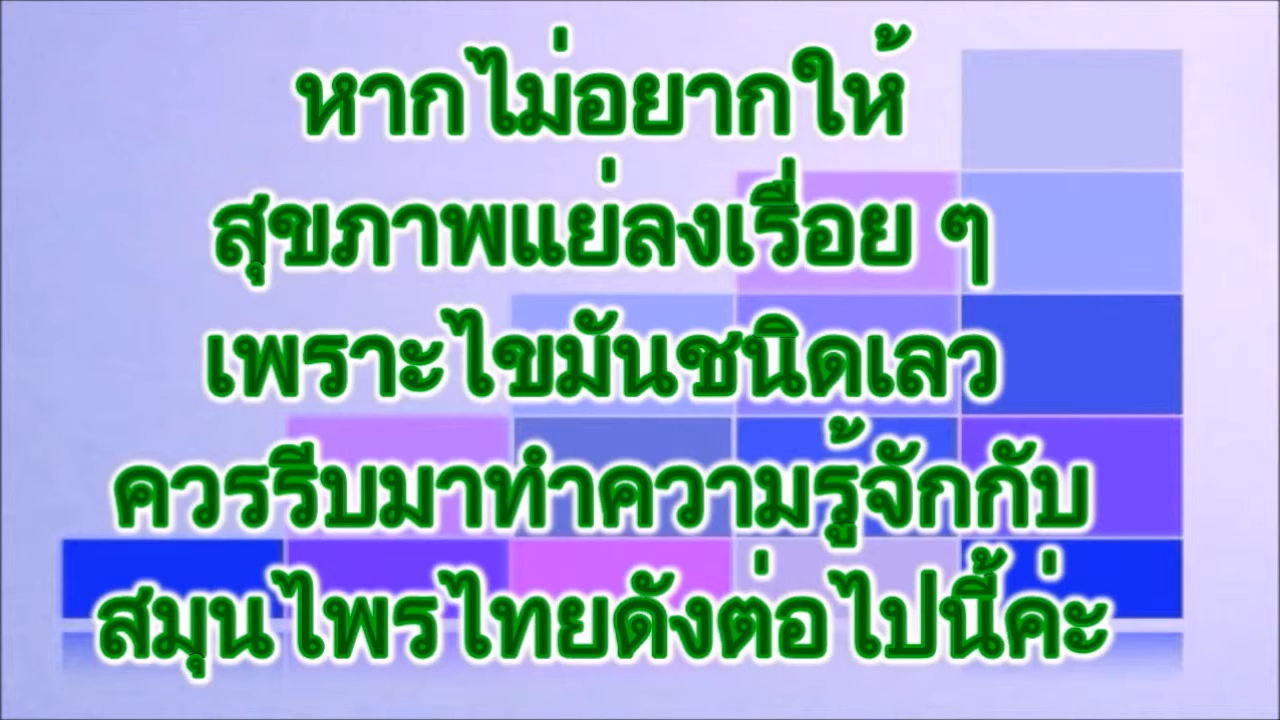 หากไม่อยากให้
สุขภาพแย่ลงเรื่อย ๆ
เพราะไขมันชนิดเลว
ควรรีบมาทำความรู้จักกับ
สมุนไพรไทยดังต่อไปนี้ค่ะ